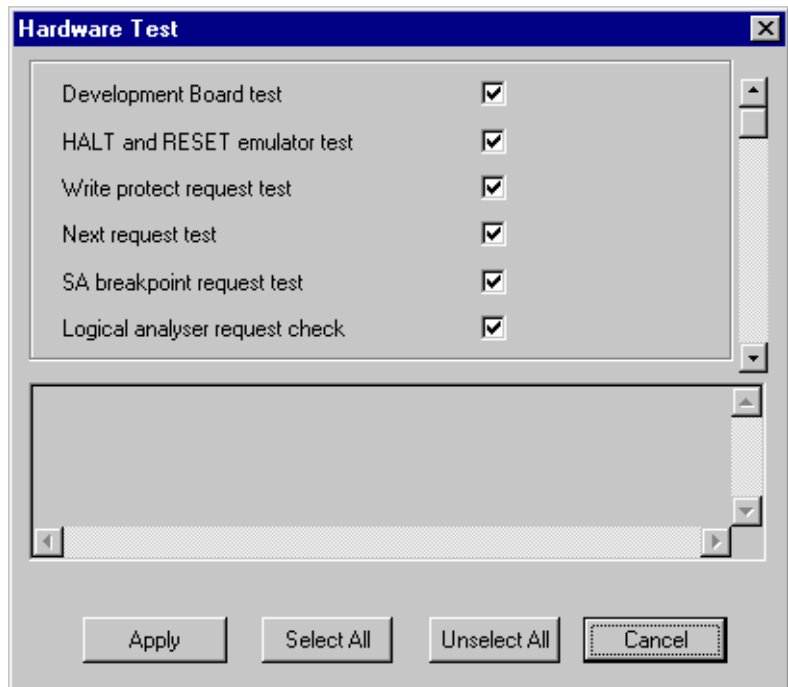 Hardware Test
Development Board test
HALT and RESET emulator test
Write protect request test
Next request test
SA breakpoint request test
Logical analyser request check
Apply Select All Unselect All Cancel